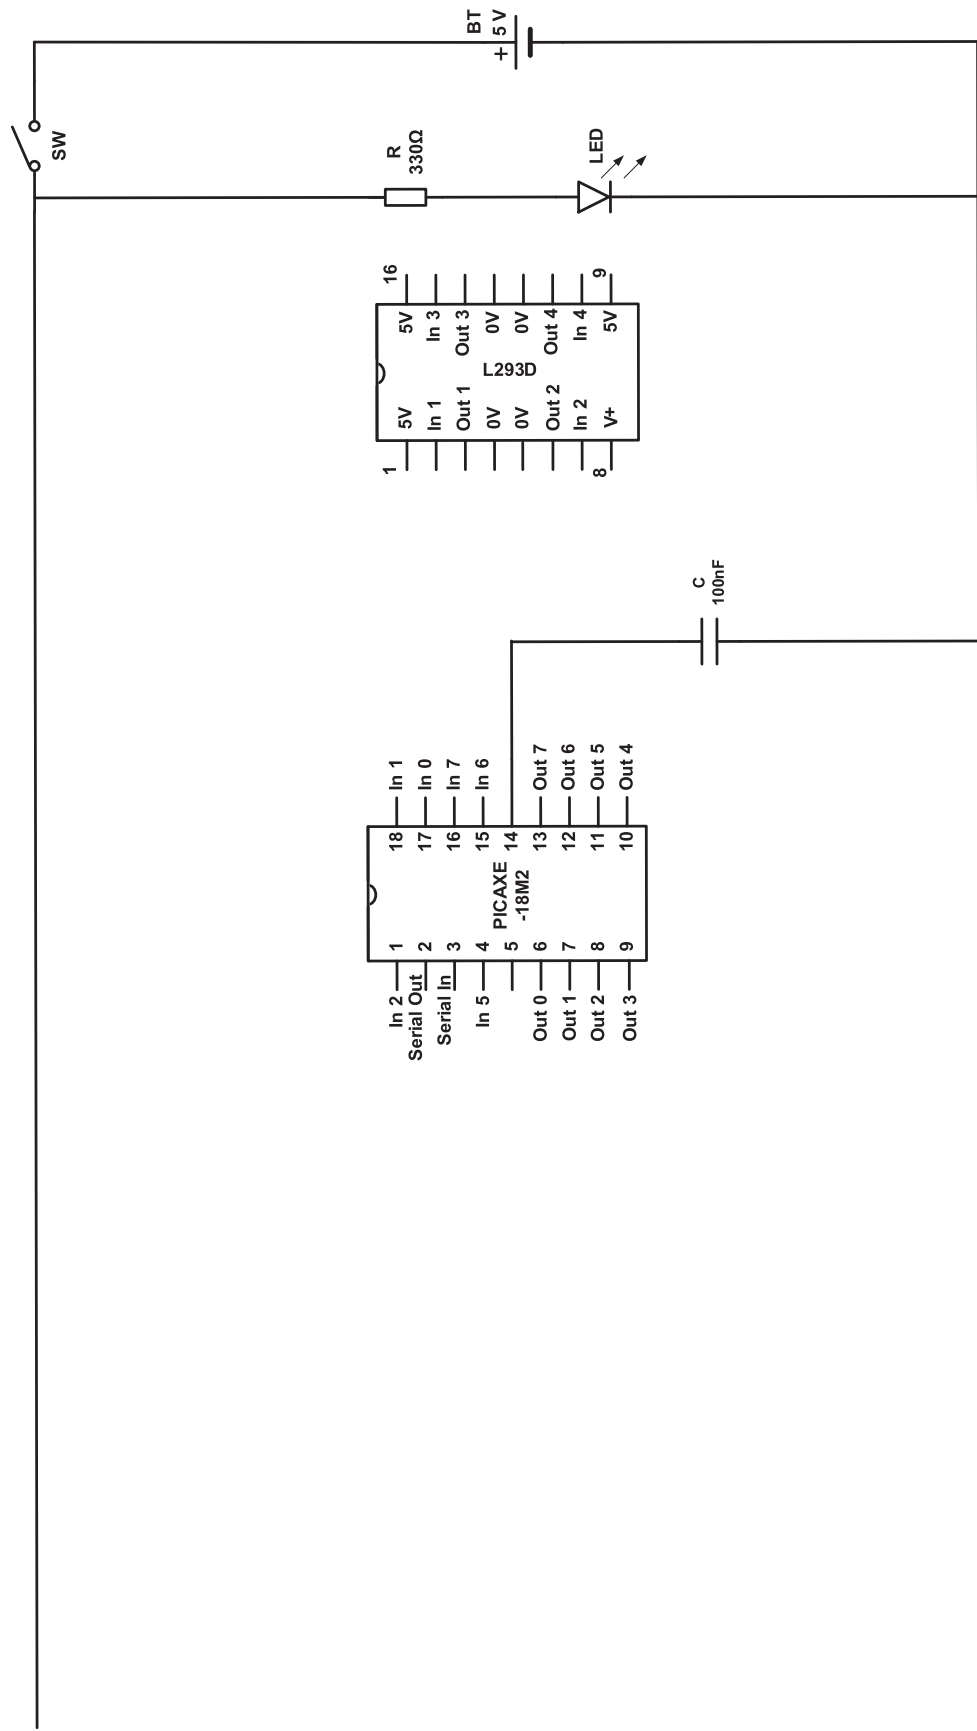 BT
5 V
+
SW
R
330Ω
LED
16
9
5V
In 3
Out 3
0V
0V
Out 4
In 4
5V
L293D
5V
In 1
Out 1
0V
0V
Out 2
In 2
V+
1
8
C
100nF
In 1
In 0
In 7
In 6
Out 7
Out 6
Out 5
Out 4
18
17
16
15
14
13
12
11
10
PICAXE
-18M2
1
2
3
4
5
6
7
8
9
In 2
Serial Out
Serial In
In 5
Out 0
Out 1
Out 2
Out 3